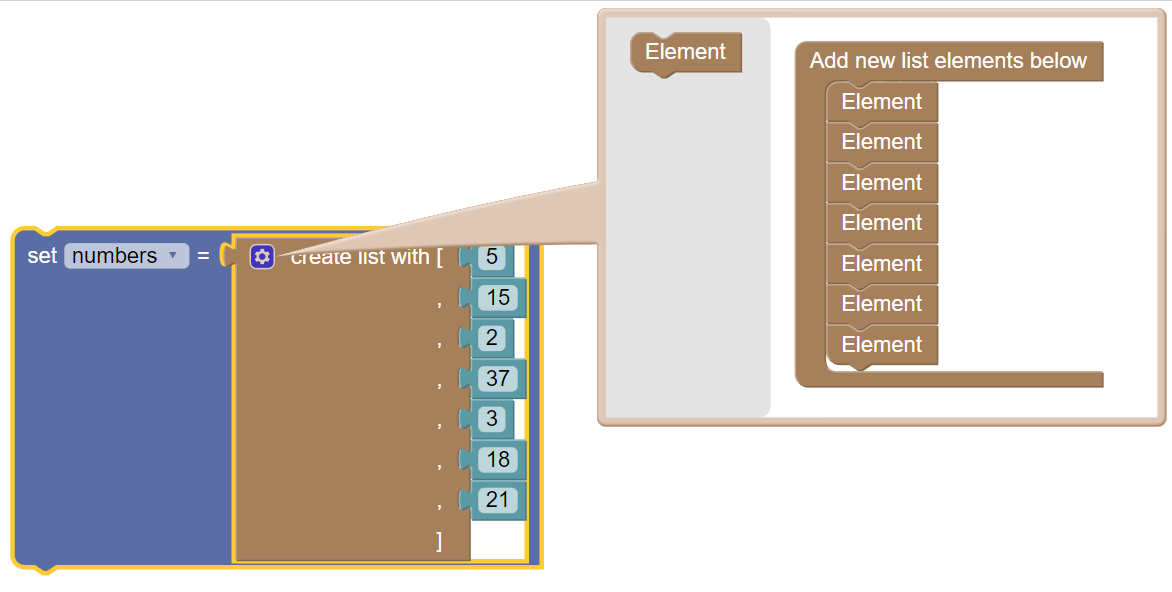 Element
Add new list elements below
Element
Element
Element
Element
Element
Element
Element
set numbers = create list with [ 5
, 15
, 2
, 37
, 3
, 18
, 21
]